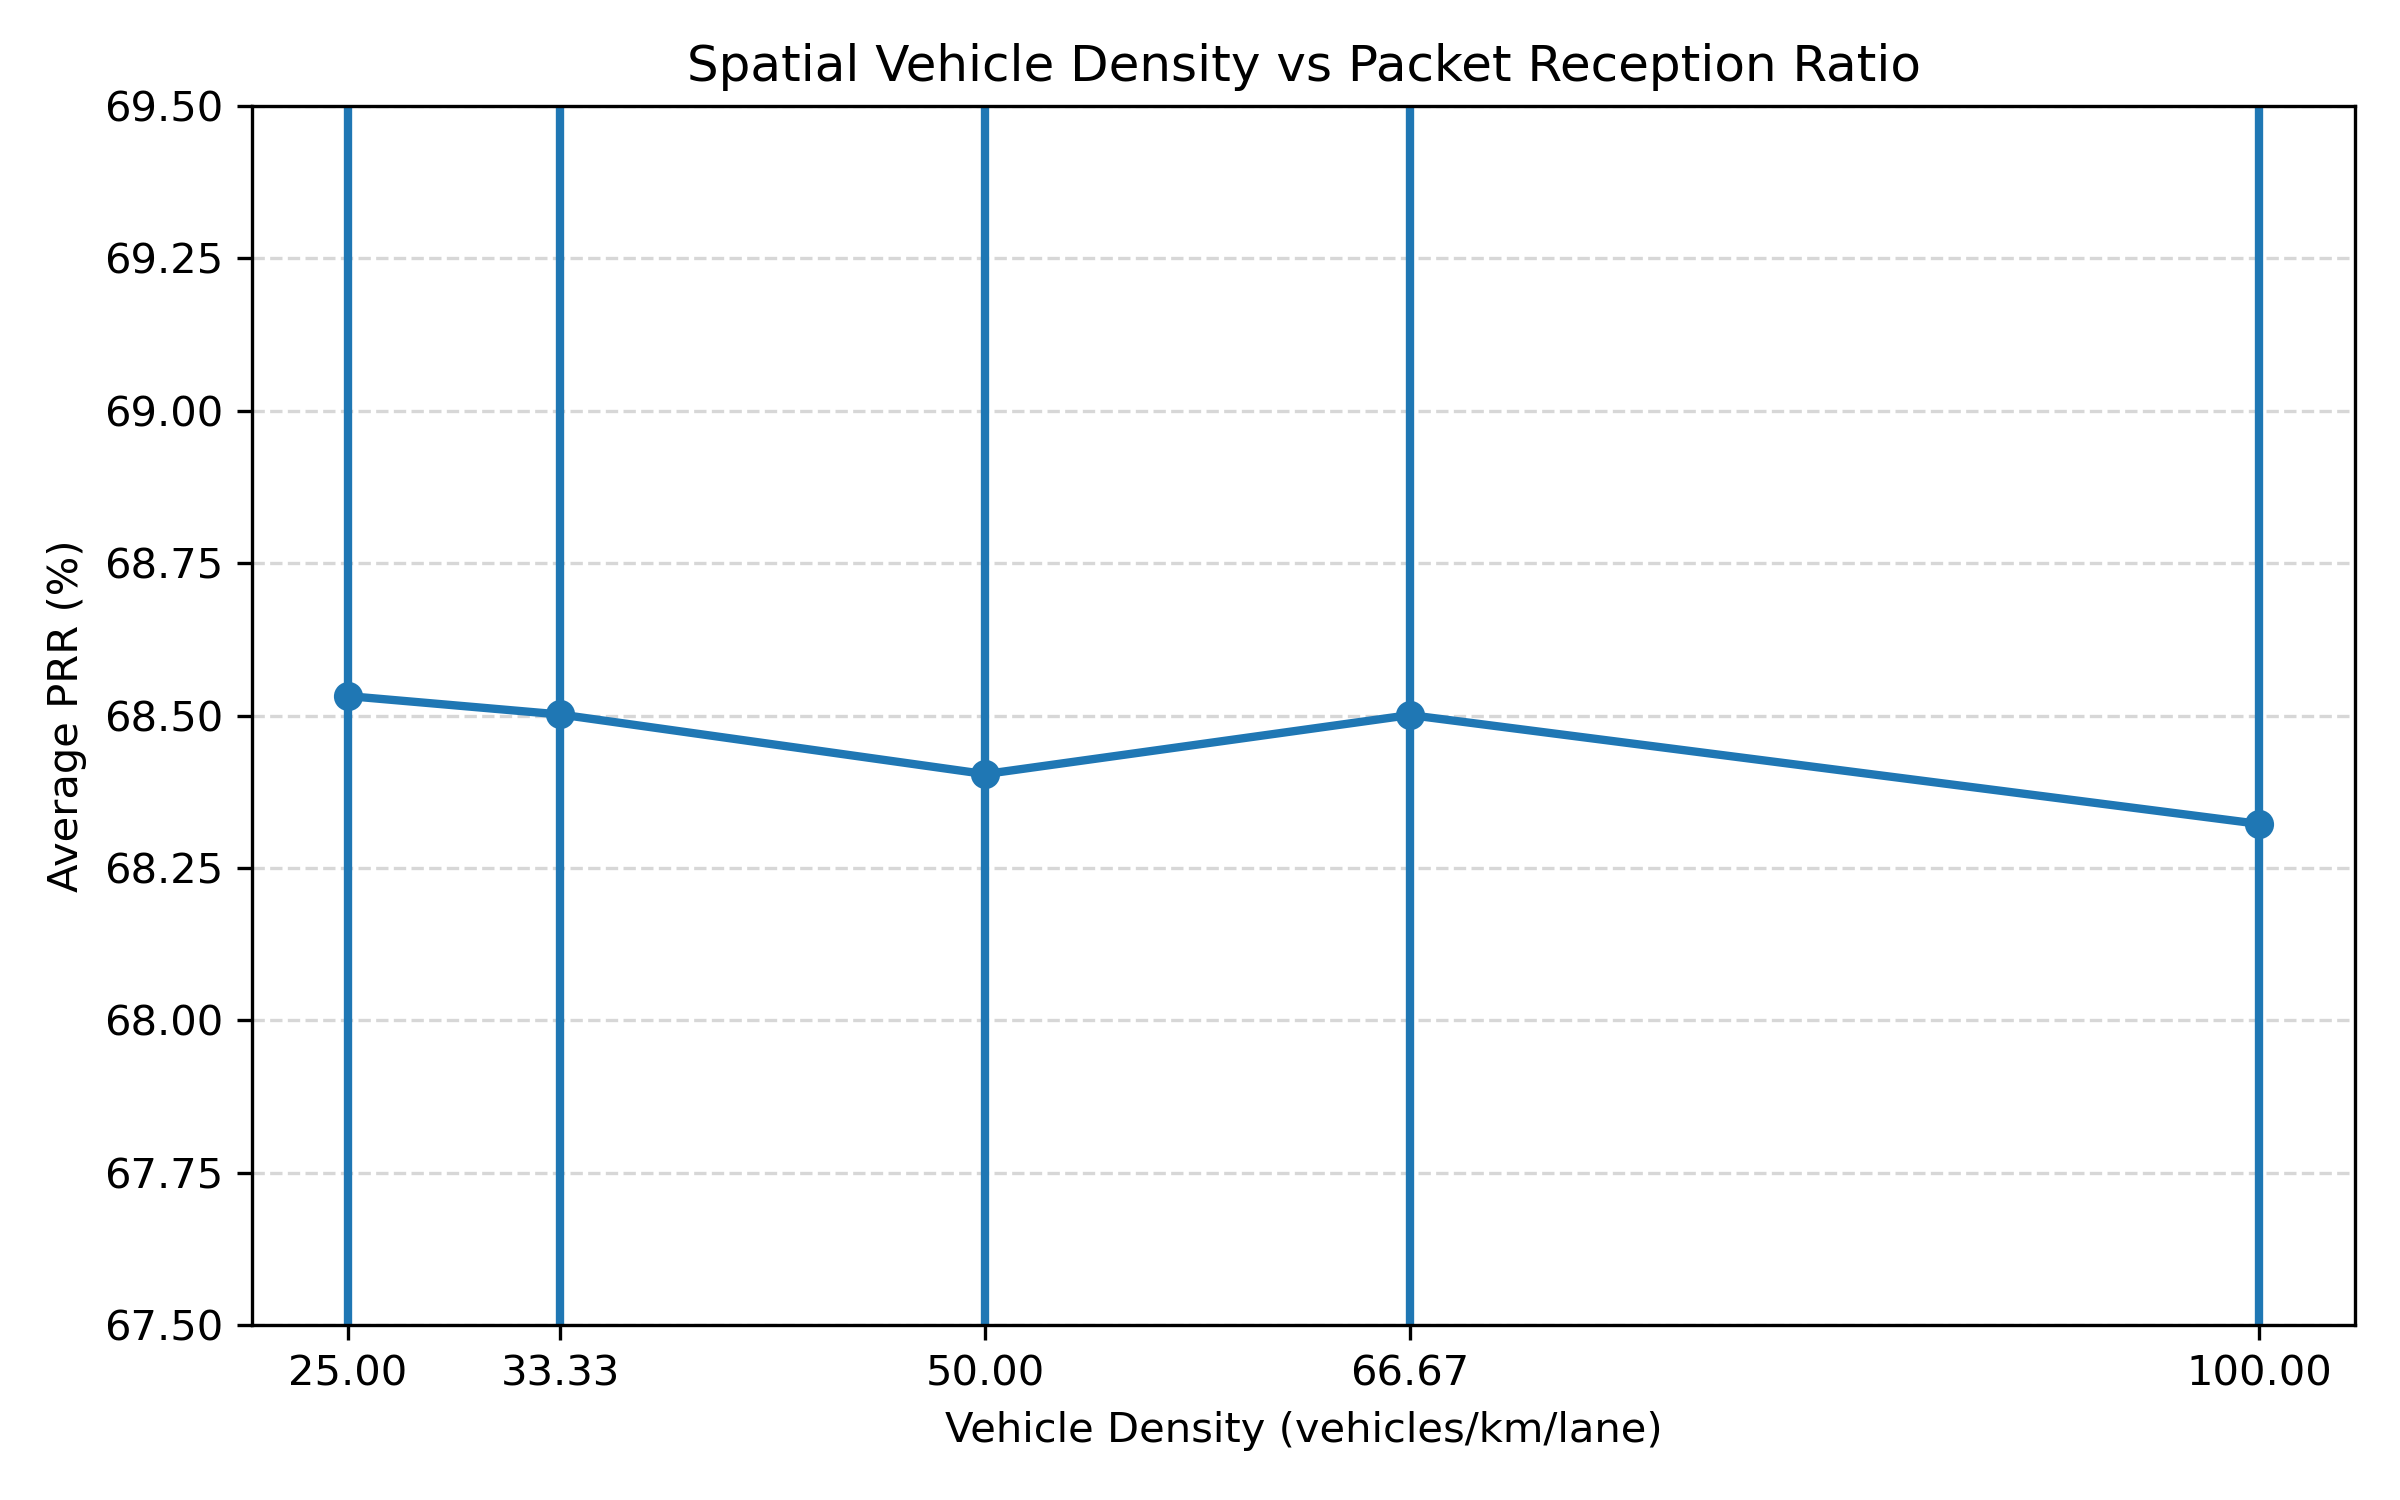 Spatial Vehicle Density vs Packet Reception Ratio
69.50
69.25
69.00
68.75
68.50
68.25
68.00
67.75
67.50
Average PRR (%)
25.00 33.33 50.00 66.67 100.00
Vehicle Density (vehicles/km/lane)